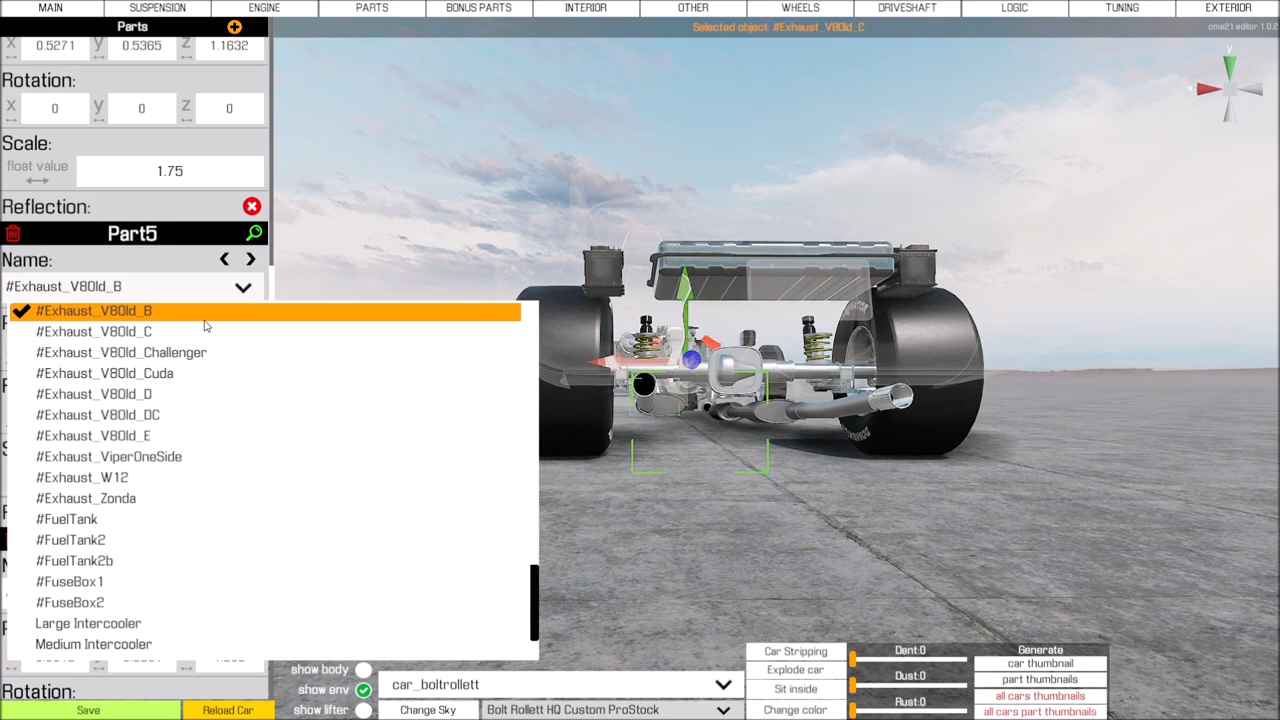 MAIN SUSPENSION ENGINE PARTS BONUS PARTS INTERIOR OTHER WHEELS DRIVESHAFT LOGIC TUNING EXTERIOR
Parts
Selected object: #Exhaust_V8Old_C
cms21 editor 1.0.2
X 0.5271 y 0.5365 Z 1.1632
Rotation:
X 0 y 0 Z 0
Scale:
float value 1.75
Reflection:
Part5
Name:
#Exhaust_V8Old_B
#Exhaust_V8Old_B
#Exhaust_V8Old_C
#Exhaust_V8Old_Challenger
#Exhaust_V8Old_Cuda
#Exhaust_V8Old_D
#Exhaust_V8Old_DC
#Exhaust_V8Old_E
#Exhaust_ViperOneSide
#Exhaust_W12
#Exhaust_Zonda
#FuelTank
#FuelTank2
#FuelTank2b
#FuseBox1
#FuseBox2
Large Intercooler
Medium Intercooler
Rotation:
Save Reload Car
show body
show env
show lifter
car_boltrollett
Change Sky
Bolt Rollett HQ Custom ProStock
Car Stripping
Explode car
Sit inside
Change color
Dent:0
Dust:0
Rust:0
Generate
car thumbnail
part thumbnails
all cars thumbnails
all cars part thumbnails
y